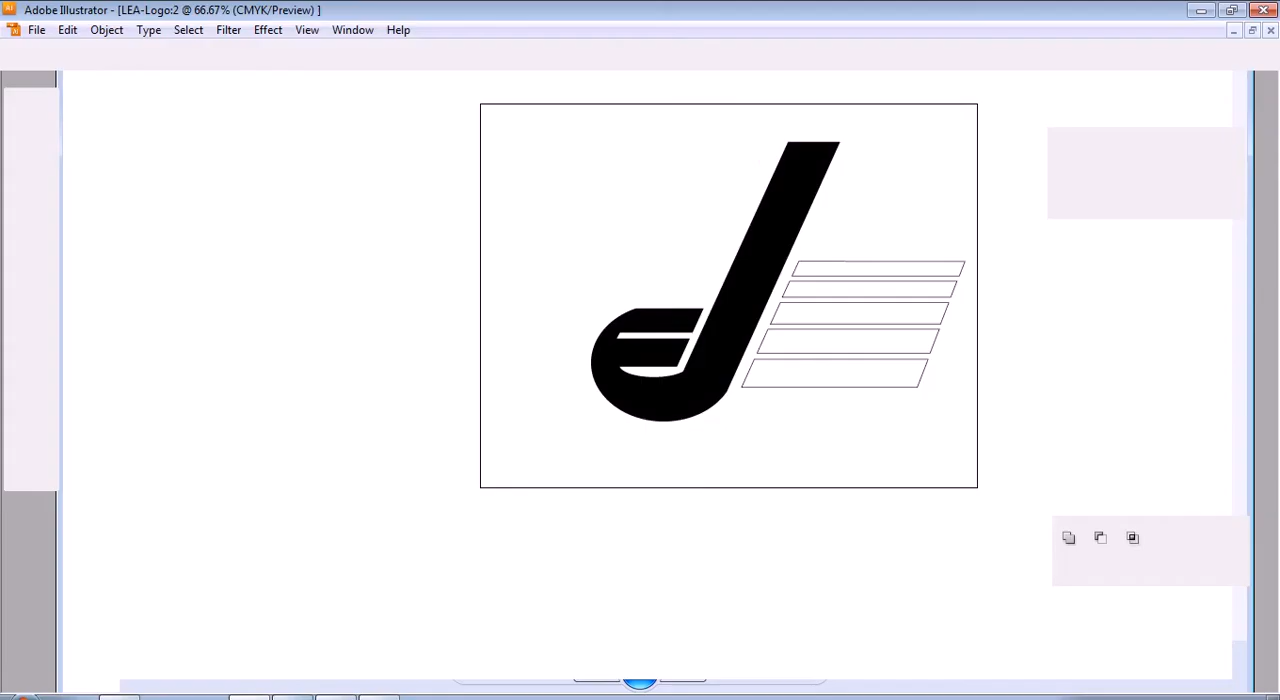 Adobe Illustrator - [LEA-Logo:2 @ 66.67% (CMYK/Preview) ]
File Edit Object Type Select Filter Effect View Window Help